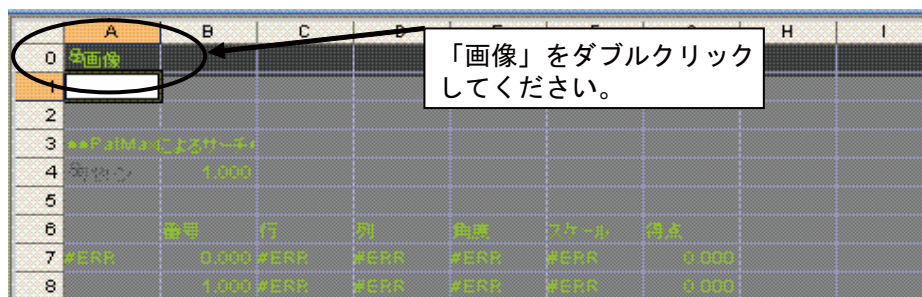 A B C D E F G H I
0 画像
「画像」をダブルクリック
してください。
1
2
3 **PatMaxによるサーチ*
4 1.000
5
6 番号 行 列 角度 スケール 得点
7 #ERR 0.000 #ERR #ERR #ERR #ERR 0.000
8 1.000 #ERR #ERR #ERR #ERR 0.000